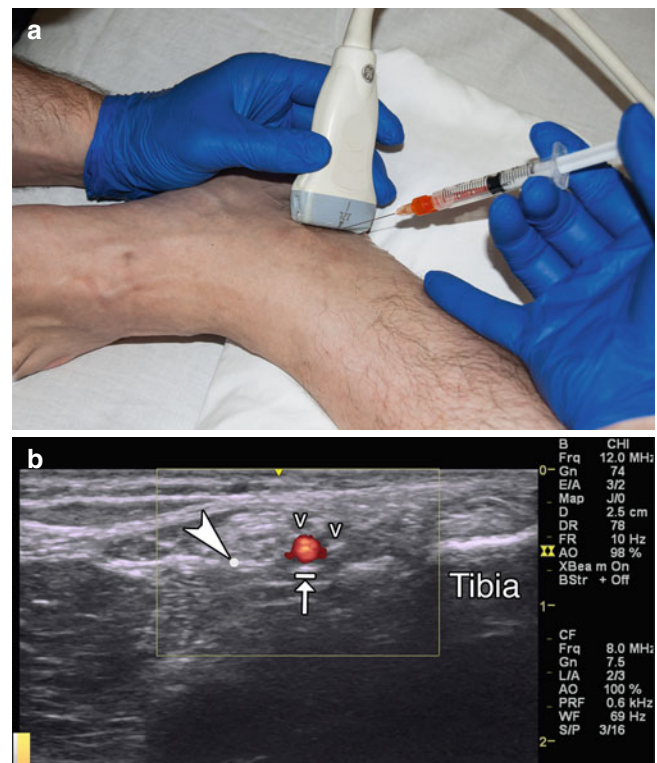 a
GE
b
V
V
Tibia
0
1
2
B CHI
Frq 12.0 MHz
Gn 74
E/A 3/2
Map J/0
D 2.5 cm
DR 78
FR 10 Hz
AO 98 %
XBea m On
BStr + Off
CF
Frq 8.0 MHz
Gn 7.5
L/A 2/3
AO 100 %
PRF 0.6 kHz
WF 69 Hz
S/P 3/16